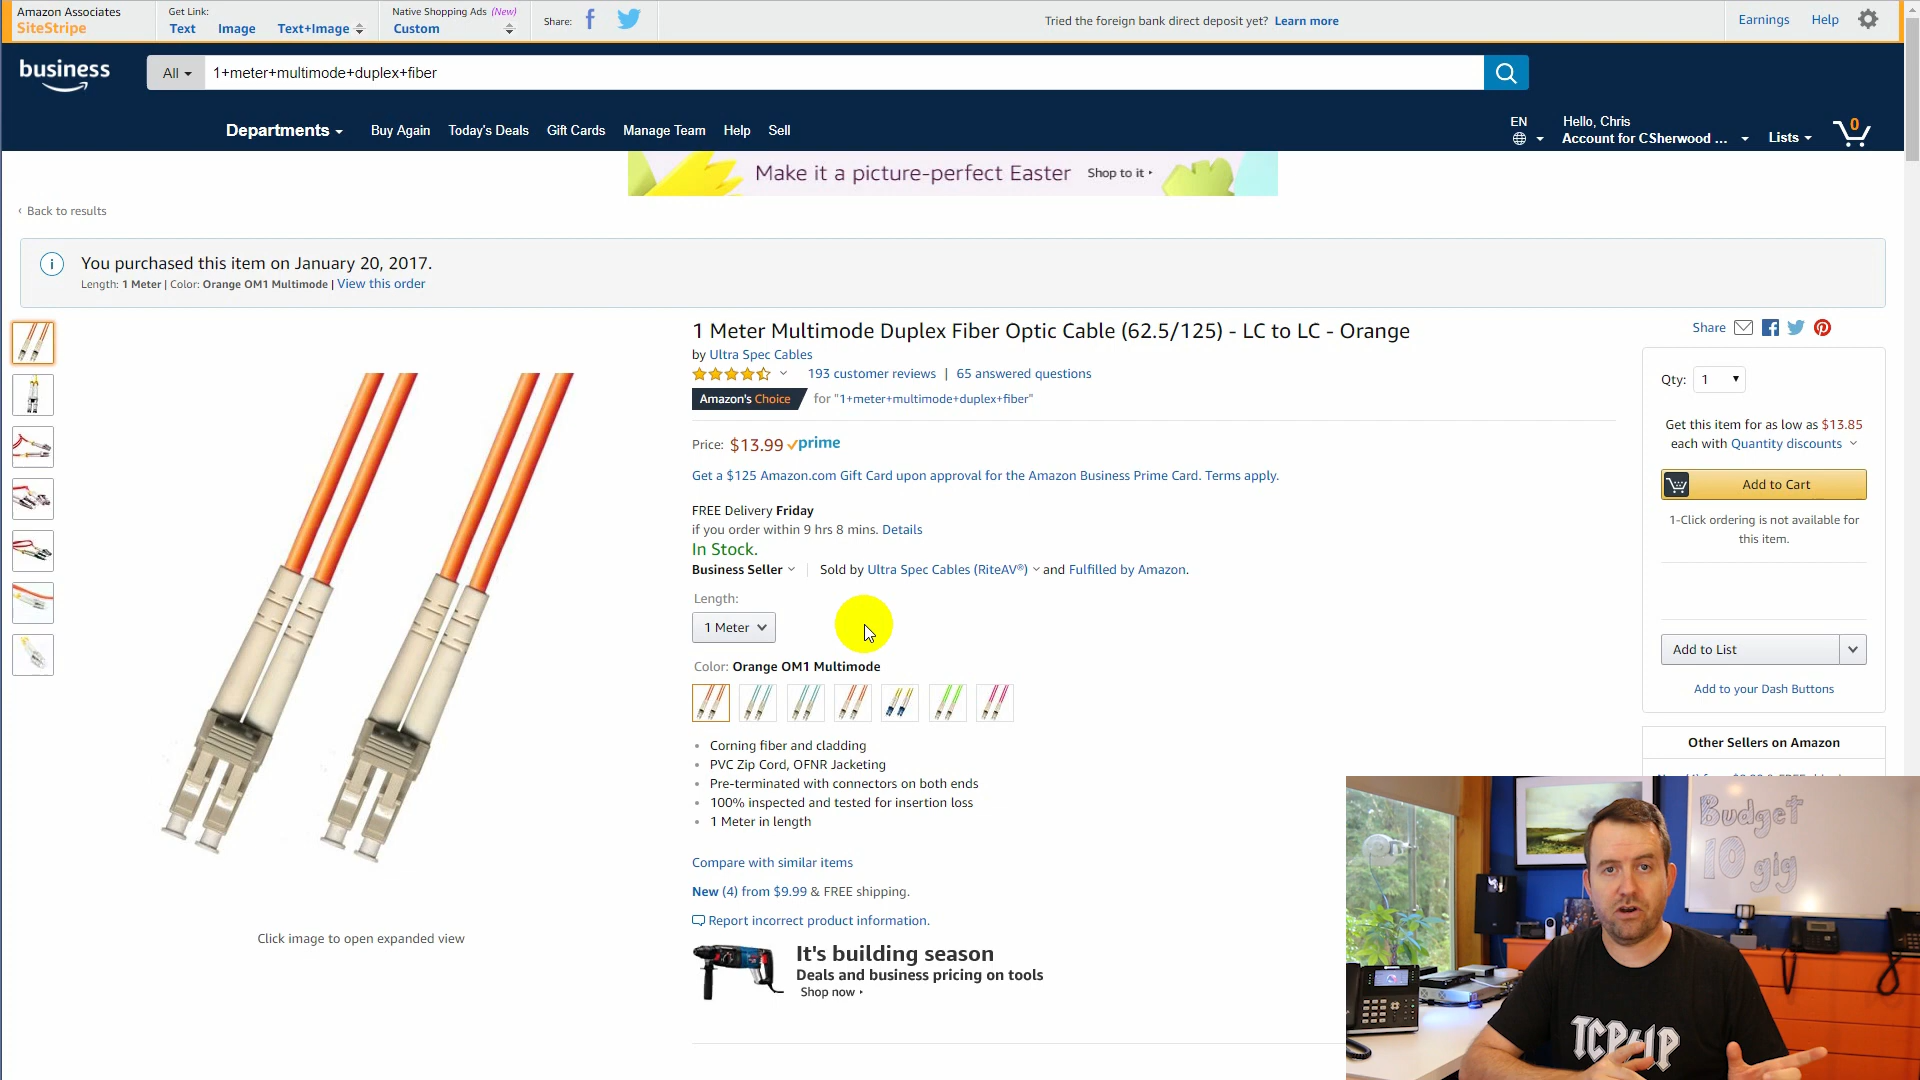 Amazon Associates
SiteStripe
Get Link:
Text
Image
Text+Image
Native Shopping Ads (New)
Custom
Share:
Tried the foreign bank direct deposit yet? Learn more
Earnings
Help
business
All
1+meter+multimode+duplex+fiber
Departments
Buy Again
Today's Deals
Gift Cards
Manage Team
Help
Sell
EN
Hello, Chris
Account for CSherwood ...
Lists
0
Make it a picture-perfect Easter
Shop to it
‹ Back to results
You purchased this item on January 20, 2017.
Length: 1 Meter | Color: Orange OM1 Multimode | View this order
1 Meter Multimode Duplex Fiber Optic Cable (62.5/125) - LC to LC - Orange
by Ultra Spec Cables
193 customer reviews | 65 answered questions
Amazon's Choice for "1+meter+multimode+duplex+fiber"
Price: $13.99 prime
Get a $125 Amazon.com Gift Card upon approval for the Amazon Business Prime Card. Terms apply.
FREE Delivery Friday
if you order within 9 hrs 8 mins. Details
In Stock.
Business Seller
Sold by Ultra Spec Cables (RiteAV®) and Fulfilled by Amazon.
Length:
1 Meter
Color: Orange OM1 Multimode
• Corning fiber and cladding
• PVC Zip Cord, OFNR Jacketing
• Pre-terminated with connectors on both ends
• 100% inspected and tested for insertion loss
• 1 Meter in length
Compare with similar items
New (4) from $9.99 & FREE shipping.
Report incorrect product information.
It's building season
Deals and business pricing on tools
Shop now
Click image to open expanded view
Share
Qty: 1
Get this item for as low as $13.85
each with Quantity discounts
Add to Cart
1-Click ordering is not available for
this item.
Add to List
Add to your Dash Buttons
Other Sellers on Amazon
Budget
10
gig
TCP/IP